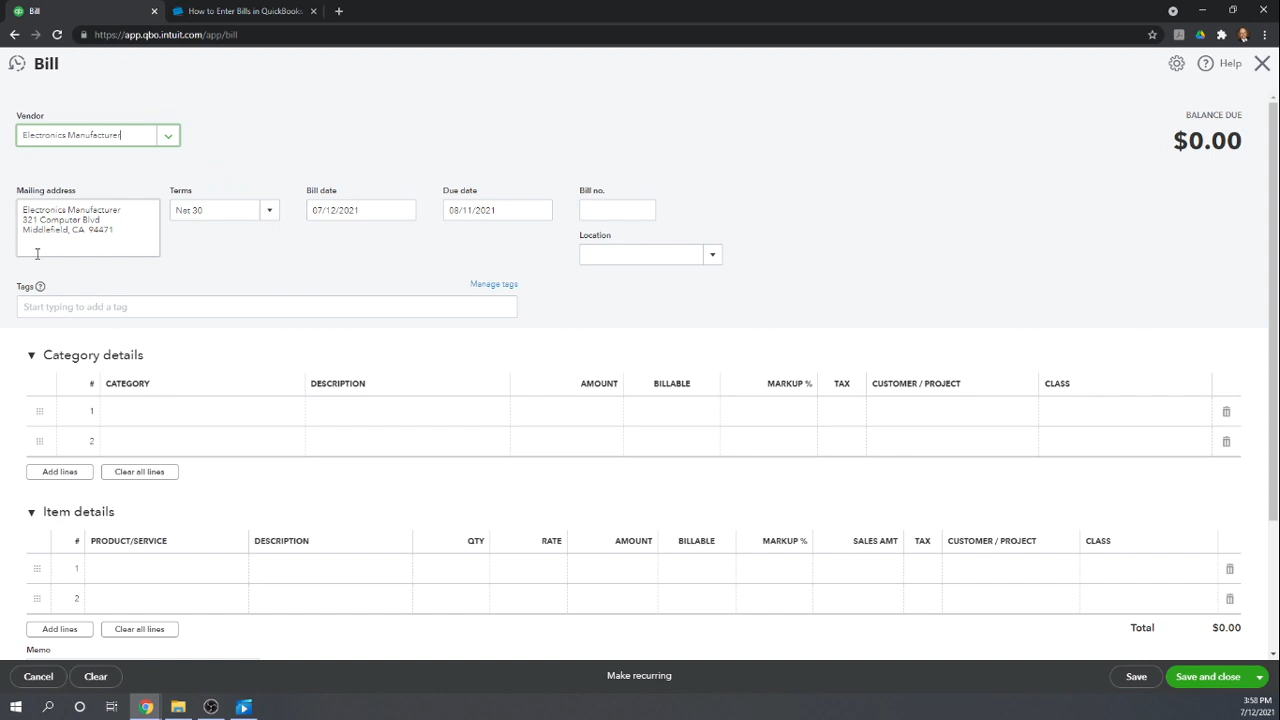 Bill
How to Enter Bills in QuickBooks
https://app.qbo.intuit.com/app/bill
Bill
Help
Vendor
BALANCE DUE
Electronics Manufacturer
$0.00
Mailing address
Terms
Bill date
Due date
Bill no.
Electronics Manufacturer
321 Computer Blvd
Middlefield, CA 94471
Net 30
07/12/2021
08/11/2021
Location
Tags
Manage tags
Start typing to add a tag
Category details
# CATEGORY DESCRIPTION AMOUNT BILLABLE MARKUP % TAX CUSTOMER / PROJECT CLASS
1
2
Add lines Clear all lines
Item details
# PRODUCT/SERVICE DESCRIPTION QTY RATE AMOUNT BILLABLE MARKUP % SALES AMT TAX CUSTOMER / PROJECT CLASS
1
2
Add lines Clear all lines
Total $0.00
Memo
Cancel Clear Make recurring Save Save and close
3:58 PM
7/12/2021